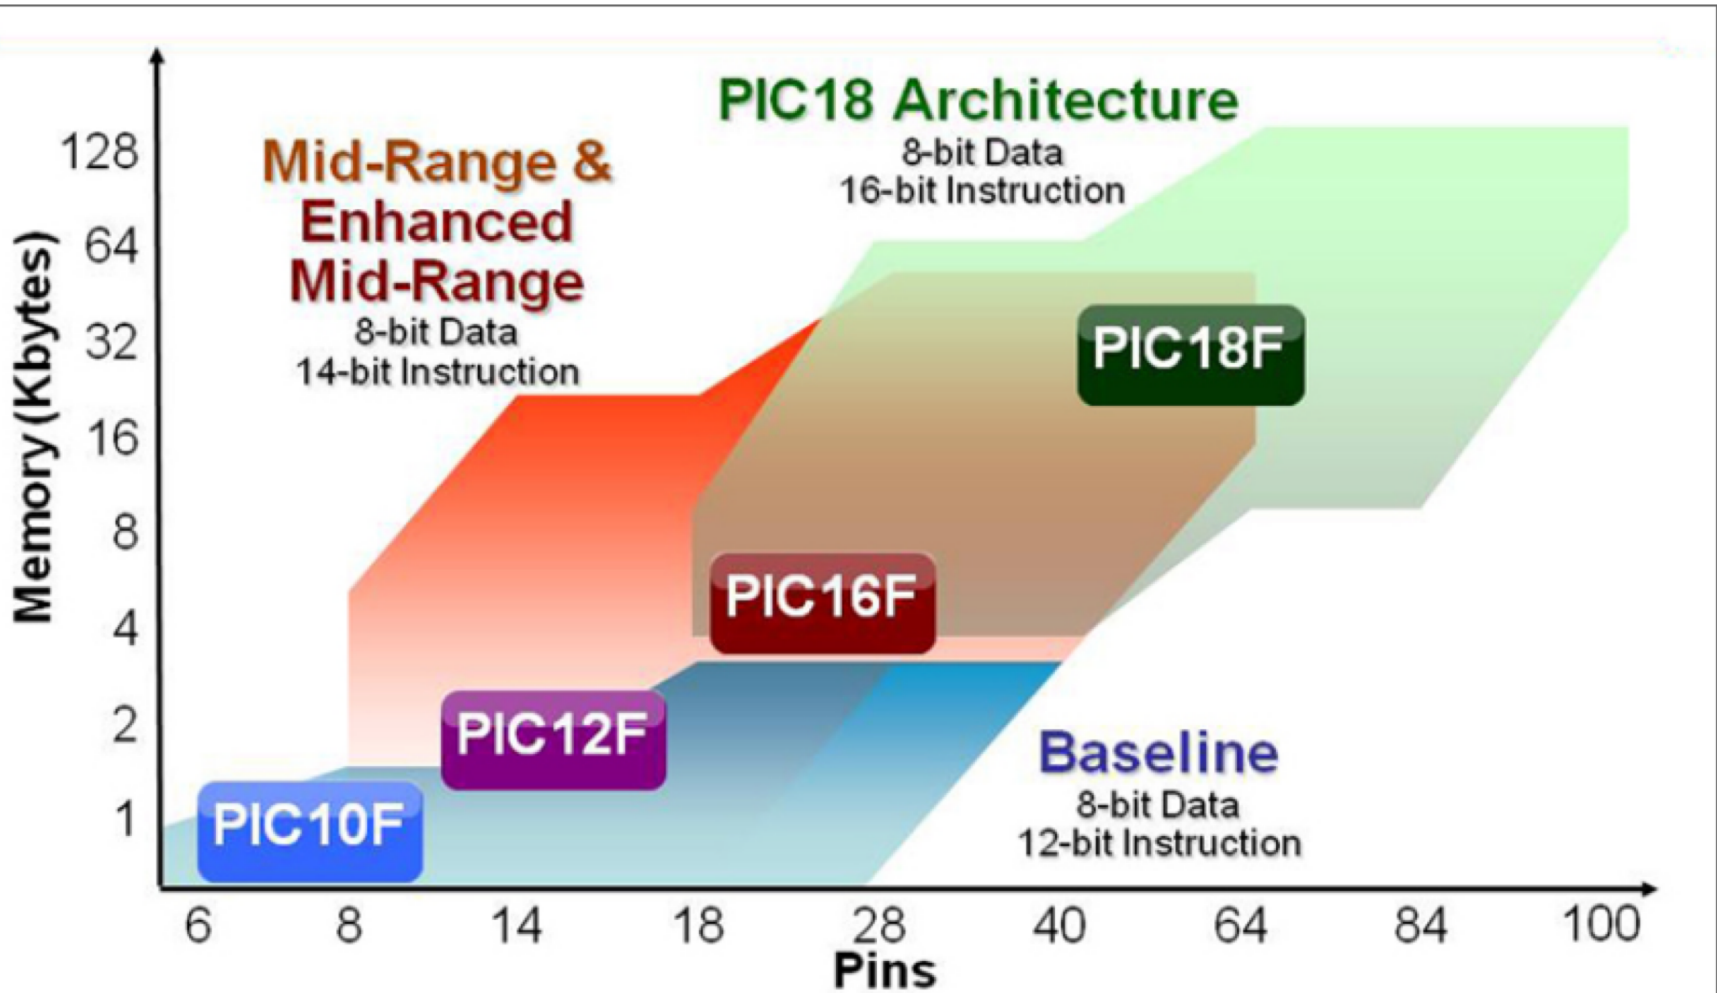 PIC18 Architecture
8-bit Data
16-bit Instruction
Mid-Range &
Enhanced
Mid-Range
8-bit Data
14-bit Instruction
Memory (Kbytes)
128
64
32
16
8
4
2
1
PIC18F
PIC16F
PIC12F
PIC10F
Baseline
8-bit Data
12-bit Instruction
6 8 14 18 28 40 64 84 100
Pins